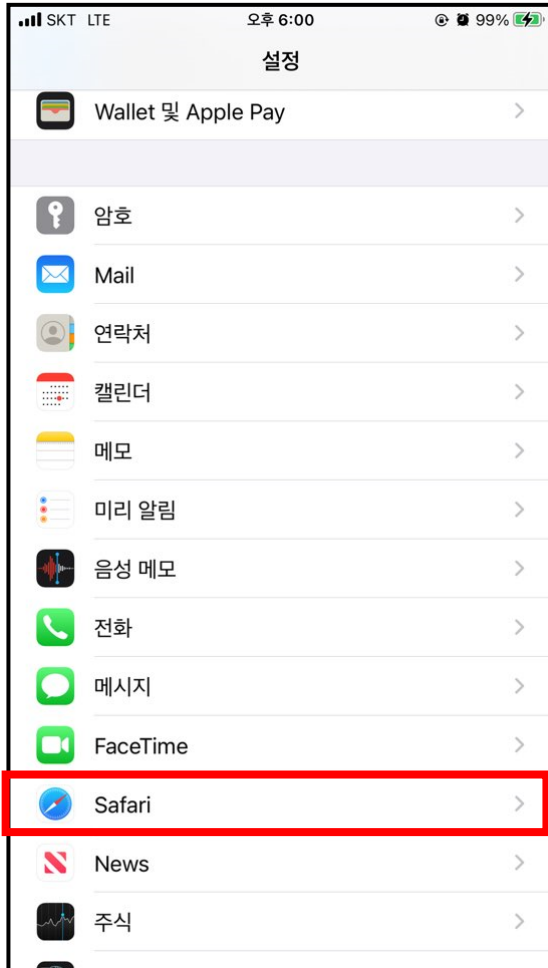 SKT LTE 오후 6:00 99%
설정
Wallet 및 Apple Pay
암호
Mail
연락처
캘린더
메모
미리 알림
음성 메모
전화
메시지
FaceTime
Safari
News
주식